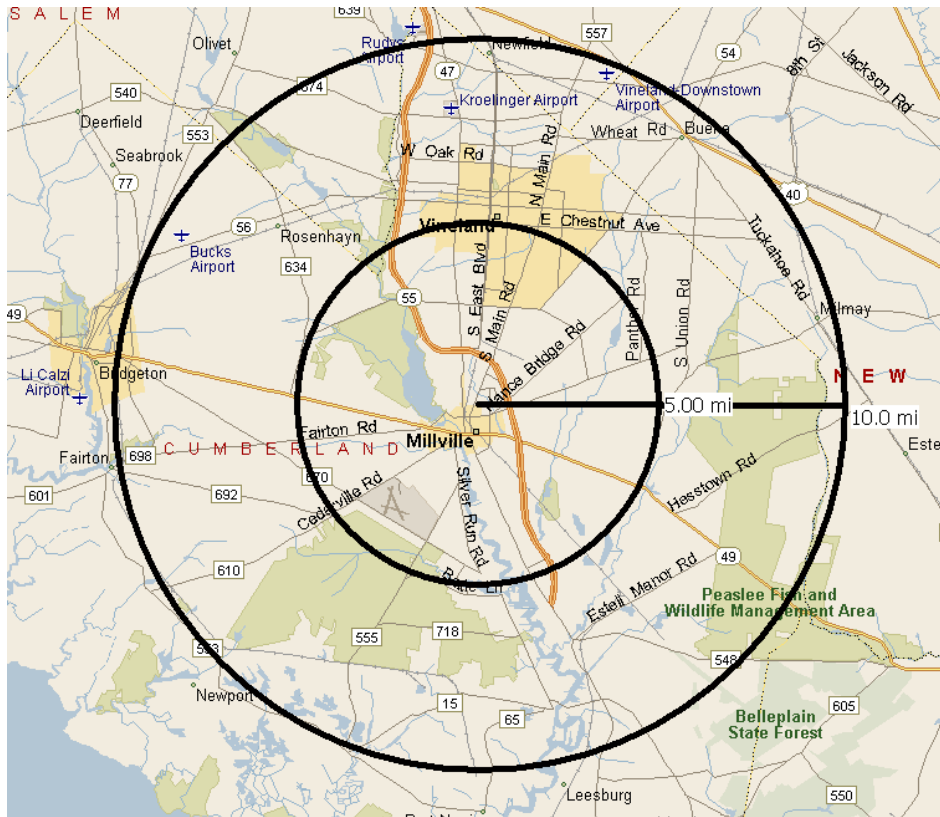 SALEM
639
Olivet
Rudys
Airport
Newfield
557
54
8th St
Jackson Rd
47
Kroelinger Airport
Vineland-Downstown
Airport
540
Deerfield
553
Wheat Rd
Buena
Seabrook
W Oak Rd
N Main Rd
77
40
56
Rosenhayn
Vineland
E Chestnut Ave
Bucks
Airport
634
Tuckahoe Rd
S East Blvd
55
S Main Rd
Panther Rd
S Union Rd
Milmay
49
Nance Bridge Rd
Li Calzi
Airport
Bridgeton
NEW
5.00 mi
10.0 mi
Fairton Rd
Millville
CUMBERLAND
Fairton
698
670
601
692
Cedarville Rd
Silver Run Rd
Hesstown Rd
610
49
Estell Manor Rd
Peaslee Fish and
Wildlife Management Area
555
718
553
548
Newport
15
65
605
Belleplain
State Forest
Leesburg
550